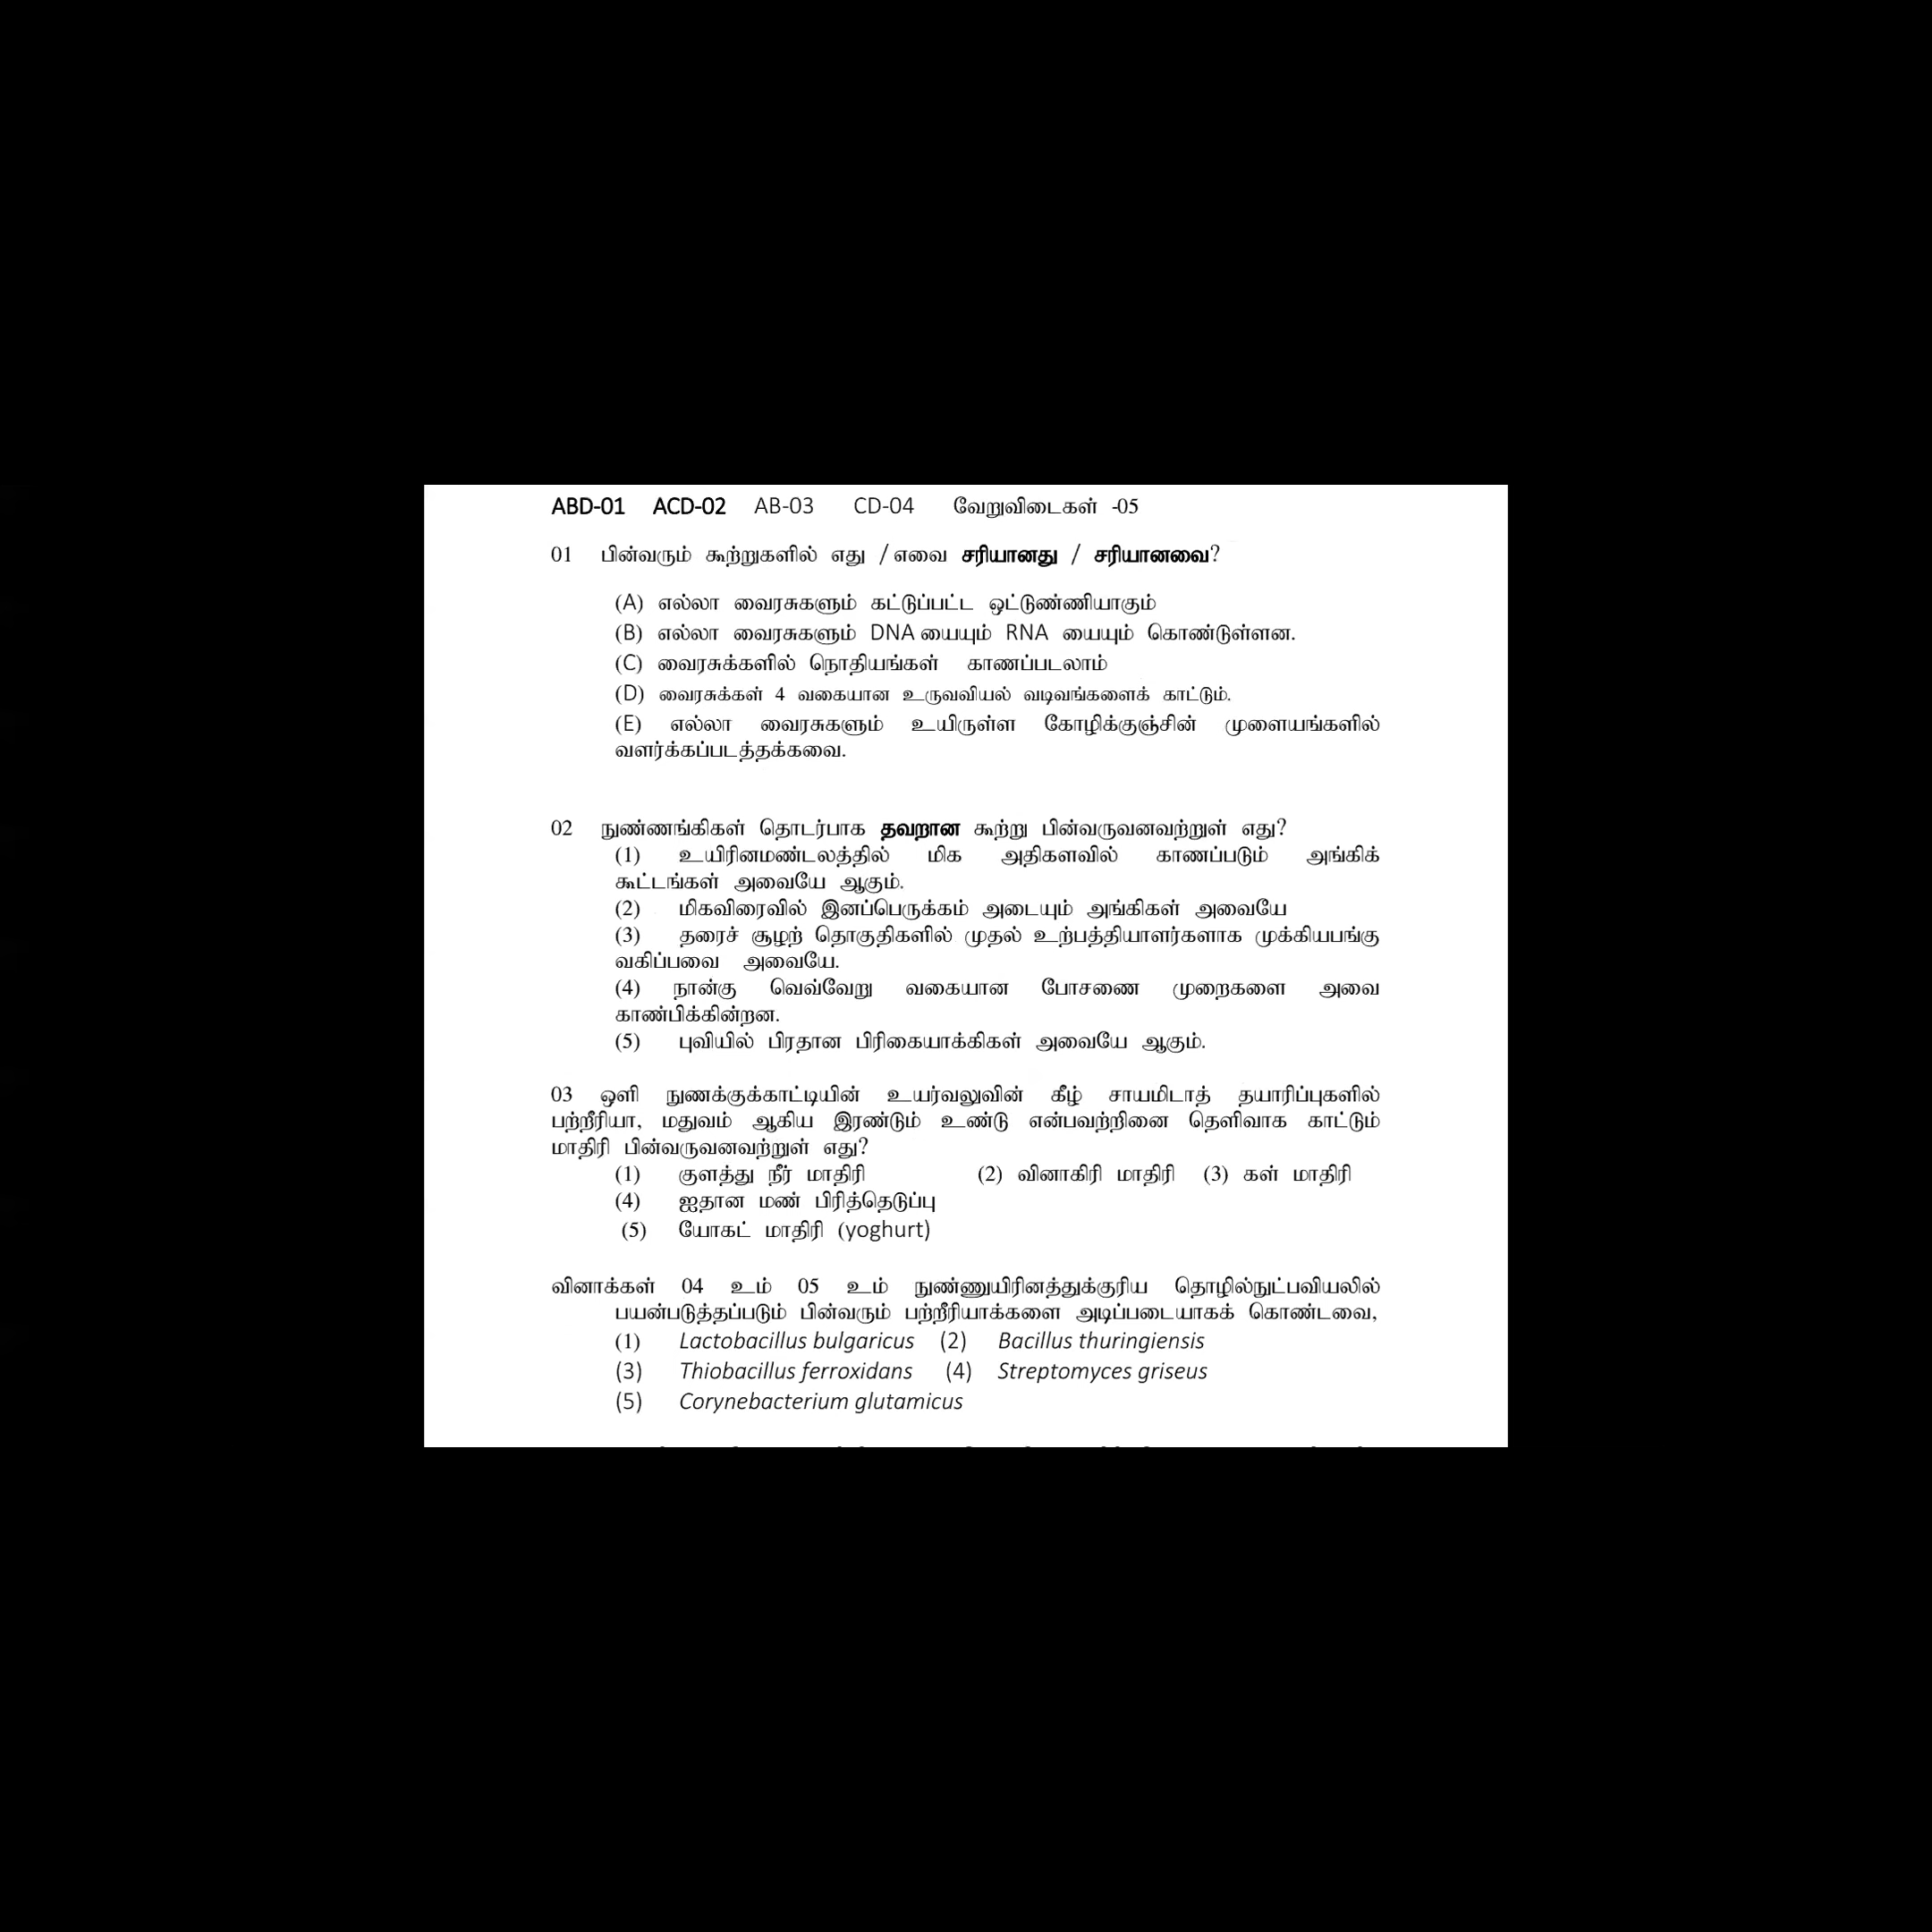 ABD-01 ACD-02 AB-03 CD-04 வேறுவிடைகள் -05
01 பின்வரும் கூற்றுகளில் எது / எவை சரியானது / சரியானவை?
(A) எல்லா வைரசுகளும் கட்டுப்பட்ட ஒட்டுண்ணியாகும்
(B) எல்லா வைரசுகளும் DNA யையும் RNA யையும் கொண்டுள்ளன.
(C) வைரசுக்களில் நொதியங்கள் காணப்படலாம்
(D) வைரசுக்கள் 4 வகையான உருவவியல் வடிவங்களைக் காட்டும்.
(E) எல்லா வைரசுகளும் உயிருள்ள கோழிக்குஞ்சின் முளையங்களில்
வளர்க்கப்படத்தக்கவை.
02 நுண்ணங்கிகள் தொடர்பாக தவறான கூற்று பின்வருவனவற்றுள் எது?
(1) உயிரினமண்டலத்தில் மிக அதிகளவில் காணப்படும் அங்கிக்
கூட்டங்கள் அவையே ஆகும்.
(2) மிகவிரைவில் இனப்பெருக்கம் அடையும் அங்கிகள் அவையே
(3) தரைச் சூழற் தொகுதிகளில் முதல் உற்பத்தியாளர்களாக முக்கியபங்கு
வகிப்பவை அவையே.
(4) நான்கு வெவ்வேறு வகையான போசணை முறைகளை அவை
காண்பிக்கின்றன.
(5) புவியில் பிரதான பிரிகையாக்கிகள் அவையே ஆகும்.
03 ஒளி நுணக்குக்காட்டியின் உயர்வலுவின் கீழ் சாயமிடாத் தயாரிப்புகளில்
பற்றீரியா, மதுவம் ஆகிய இரண்டும் உண்டு என்பவற்றினை தெளிவாக காட்டும்
மாதிரி பின்வருவனவற்றுள் எது?
(1) குளத்து நீர் மாதிரி (2) வினாகிரி மாதிரி (3) கள் மாதிரி
(4) ஐதான மண் பிரித்தெடுப்பு
(5) யோகட் மாதிரி (yoghurt)
வினாக்கள் 04 உம் 05 உம் நுண்ணுயிரினத்துக்குரிய தொழில்நுட்பவியலில்
பயன்படுத்தப்படும் பின்வரும் பற்றீரியாக்களை அடிப்படையாகக் கொண்டவை,
(1) Lactobacillus bulgaricus (2) Bacillus thuringiensis
(3) Thiobacillus ferroxidans (4) Streptomyces griseus
(5) Corynebacterium glutamicus